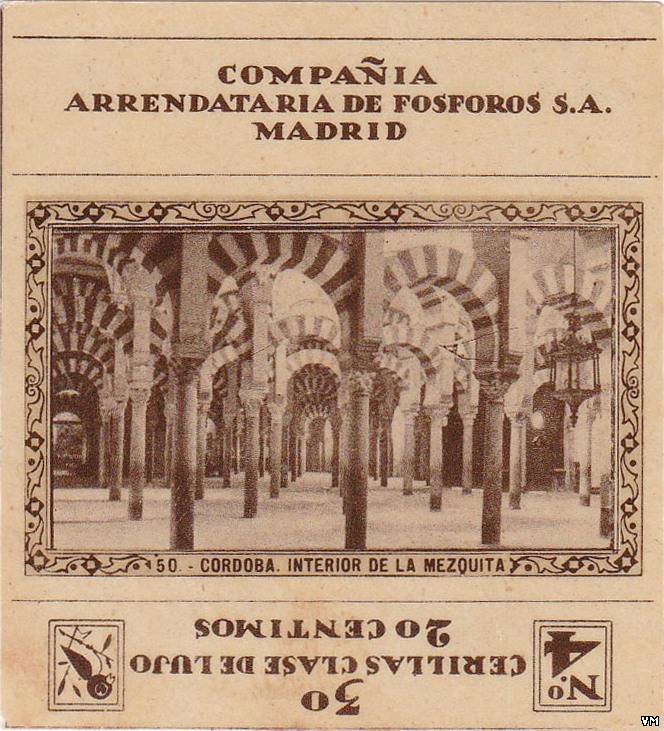 COMPAÑIA
ARRENDATARIA DE FOSFOROS S.A.
MADRID
50. - CORDOBA. INTERIOR DE LA MEZQUITA
Nº 4
30
CERILLAS CLASE DE LUJO
20 CENTIMOS
VM